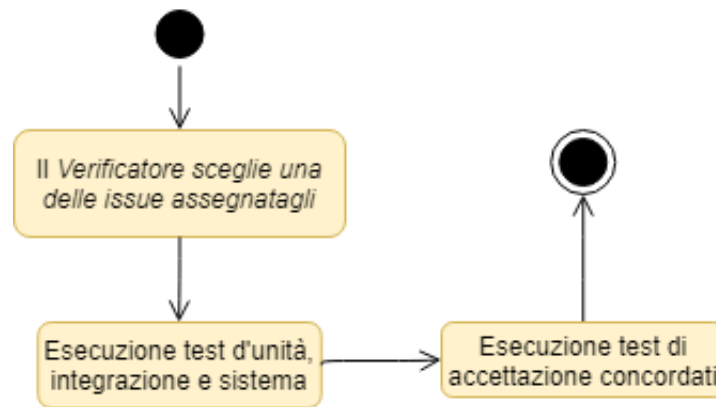 Il Verificatore sceglie una
delle issue assegnatagli
Esecuzione test d'unità,
integrazione e sistema
Esecuzione test di
accettazione concordati